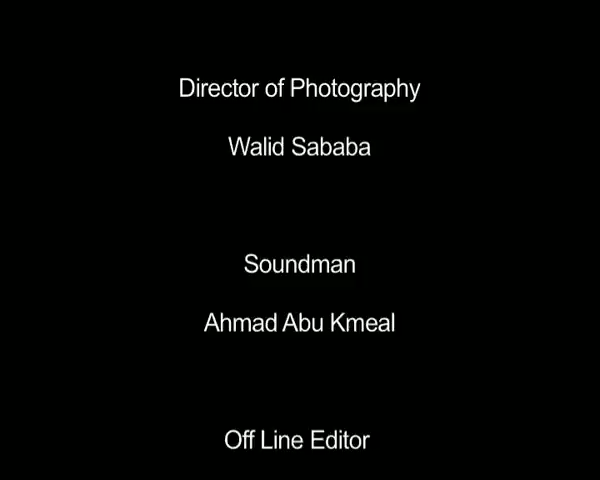 Director of Photography
Walid Sababa
Soundman
Ahmad Abu Kmeal
Off Line Editor